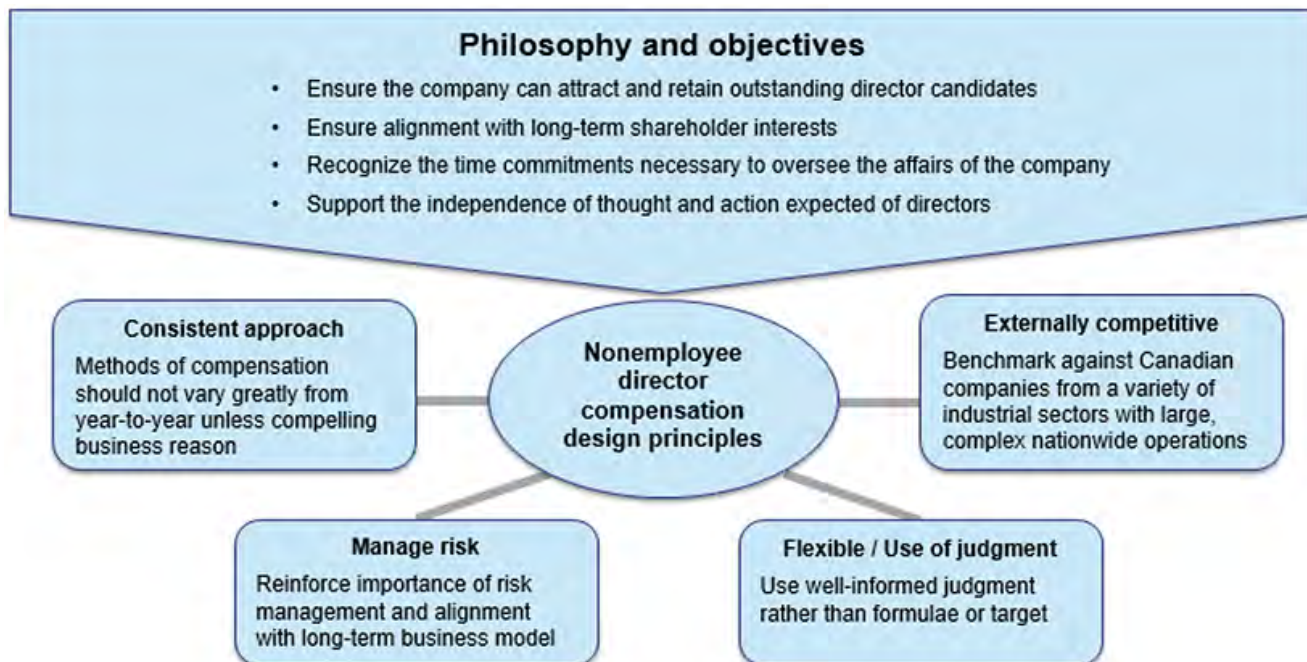 Philosophy and objectives
• Ensure the company can attract and retain outstanding director candidates
• Ensure alignment with long-term shareholder interests
• Recognize the time commitments necessary to oversee the affairs of the company
• Support the independence of thought and action expected of directors
Consistent approach
Methods of compensation
should not vary greatly from
year-to-year unless compelling
business reason
Nonemployee
director
compensation
design principles
Externally competitive
Benchmark against Canadian
companies from a variety of
industrial sectors with large,
complex nationwide operations
Manage risk
Reinforce importance of risk
management and alignment
with long-term business model
Flexible / Use of judgment
Use well-informed judgment
rather than formulae or target